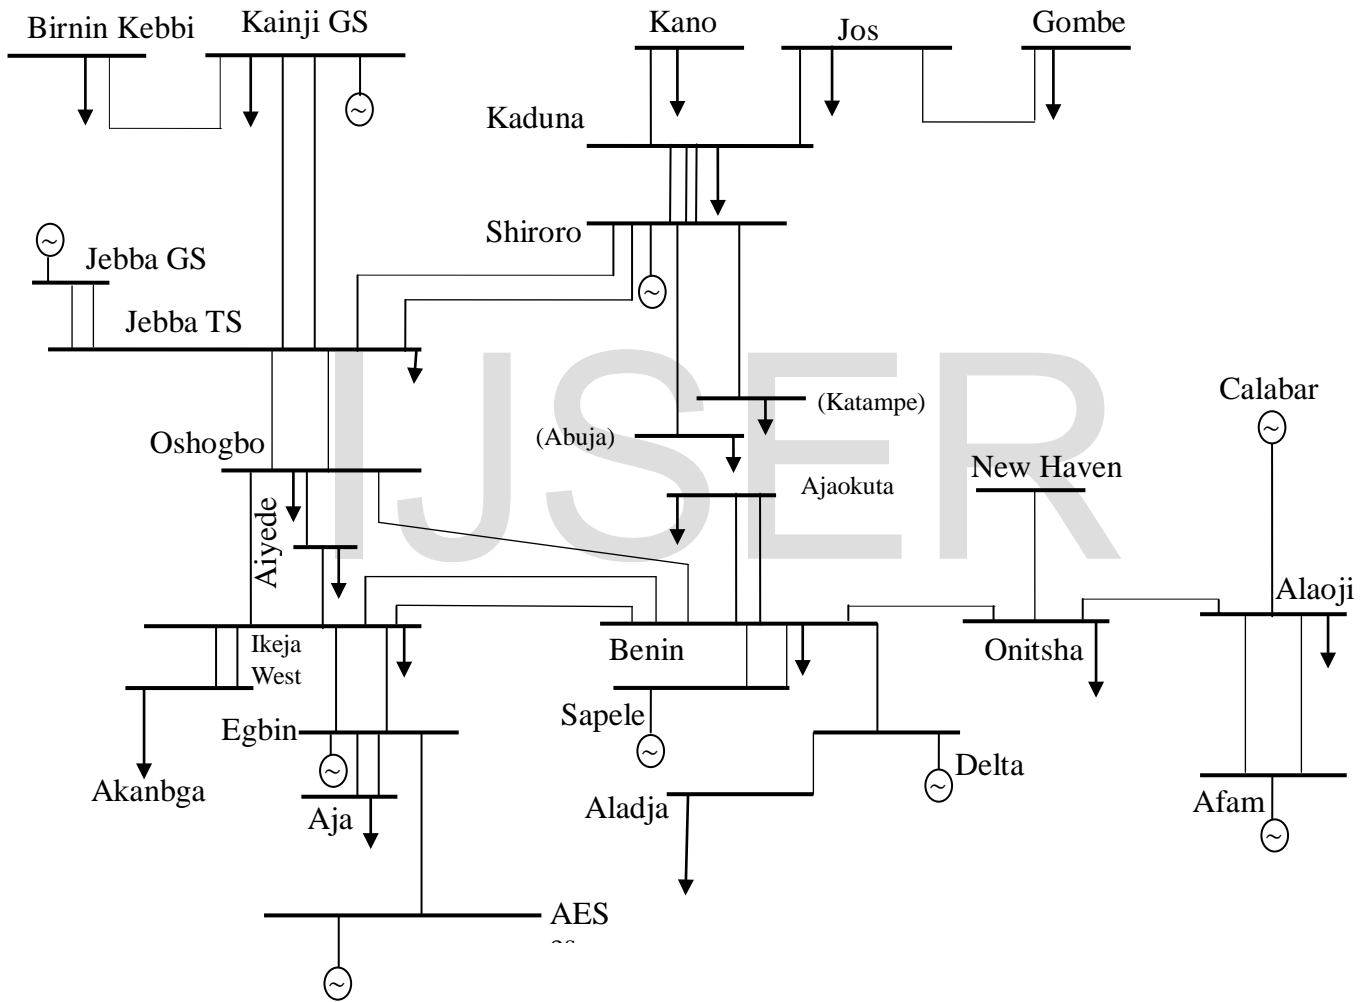 Birnin Kebbi
Kainji GS
Kano
Jos
Gombe
Kaduna
Shiroro
Jebba GS
Jebba TS
IJSER
(Katampe)
Calabar
(Abuja)
Oshogbo
New Haven
Ajaokuta
Aiyede
Alaoji
Ikeja
West
Benin
Onitsha
Sapele
Egbin
Delta
Akanbga
Aja
Aladja
Afam
AES
~
~
~
~
~
~
~
~
~